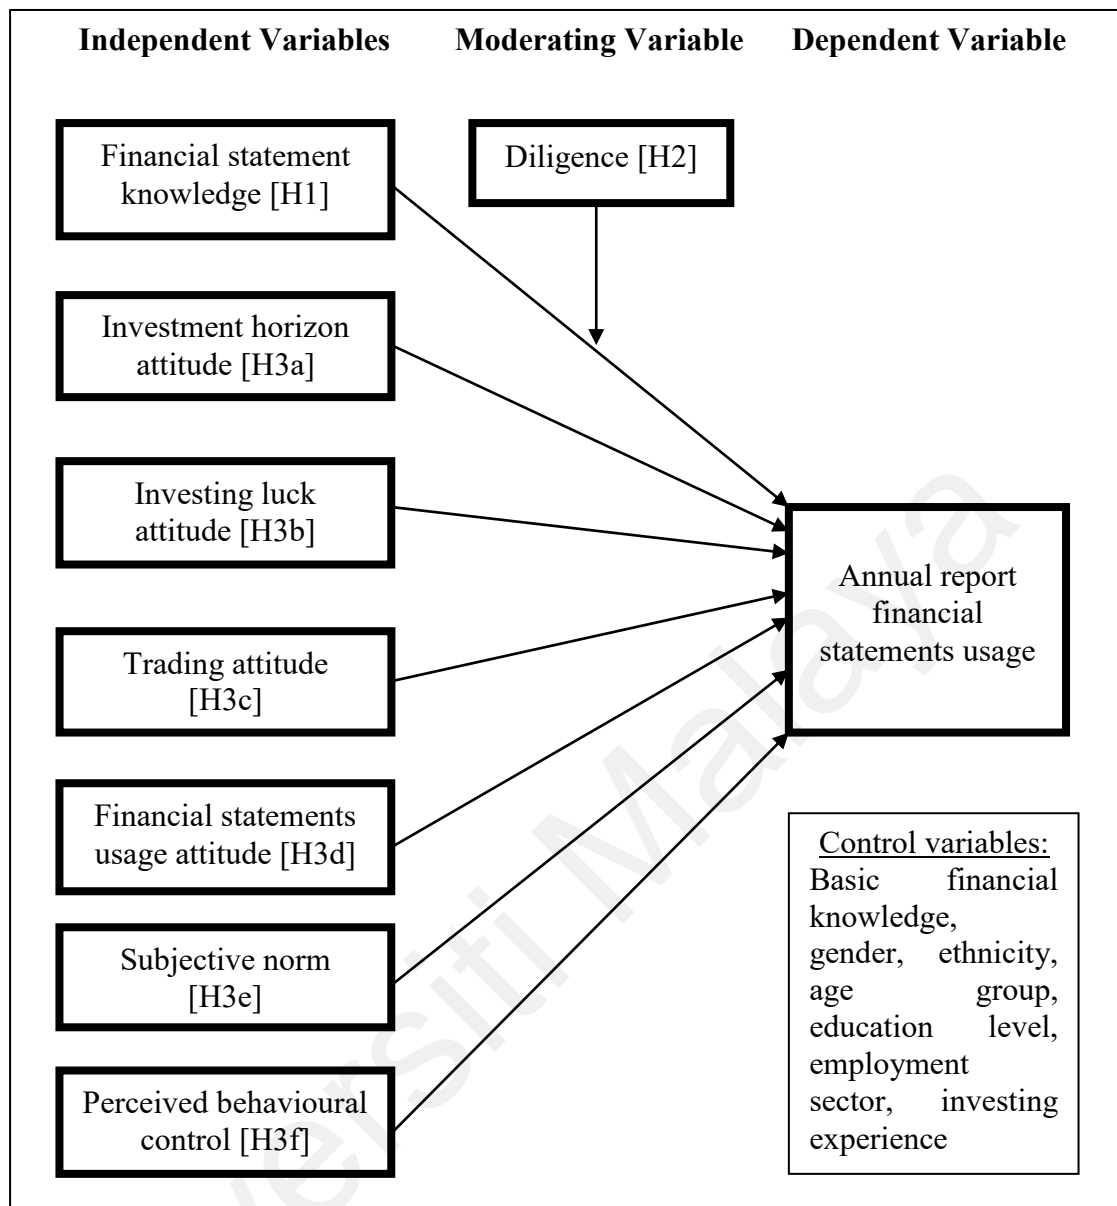 Independent Variables
Moderating Variable
Dependent Variable
Financial statement
knowledge [H1]
Diligence [H2]
Investment horizon
attitude [H3a]
Investing luck
attitude [H3b]
Trading attitude
[H3c]
Financial statements
usage attitude [H3d]
Subjective norm
[H3e]
Perceived behavioural
control [H3f]
Annual report
financial
statements usage
Control variables:
Basic financial
knowledge,
gender, ethnicity,
age group,
education level,
employment
sector, investing
experience
versiti Malaya